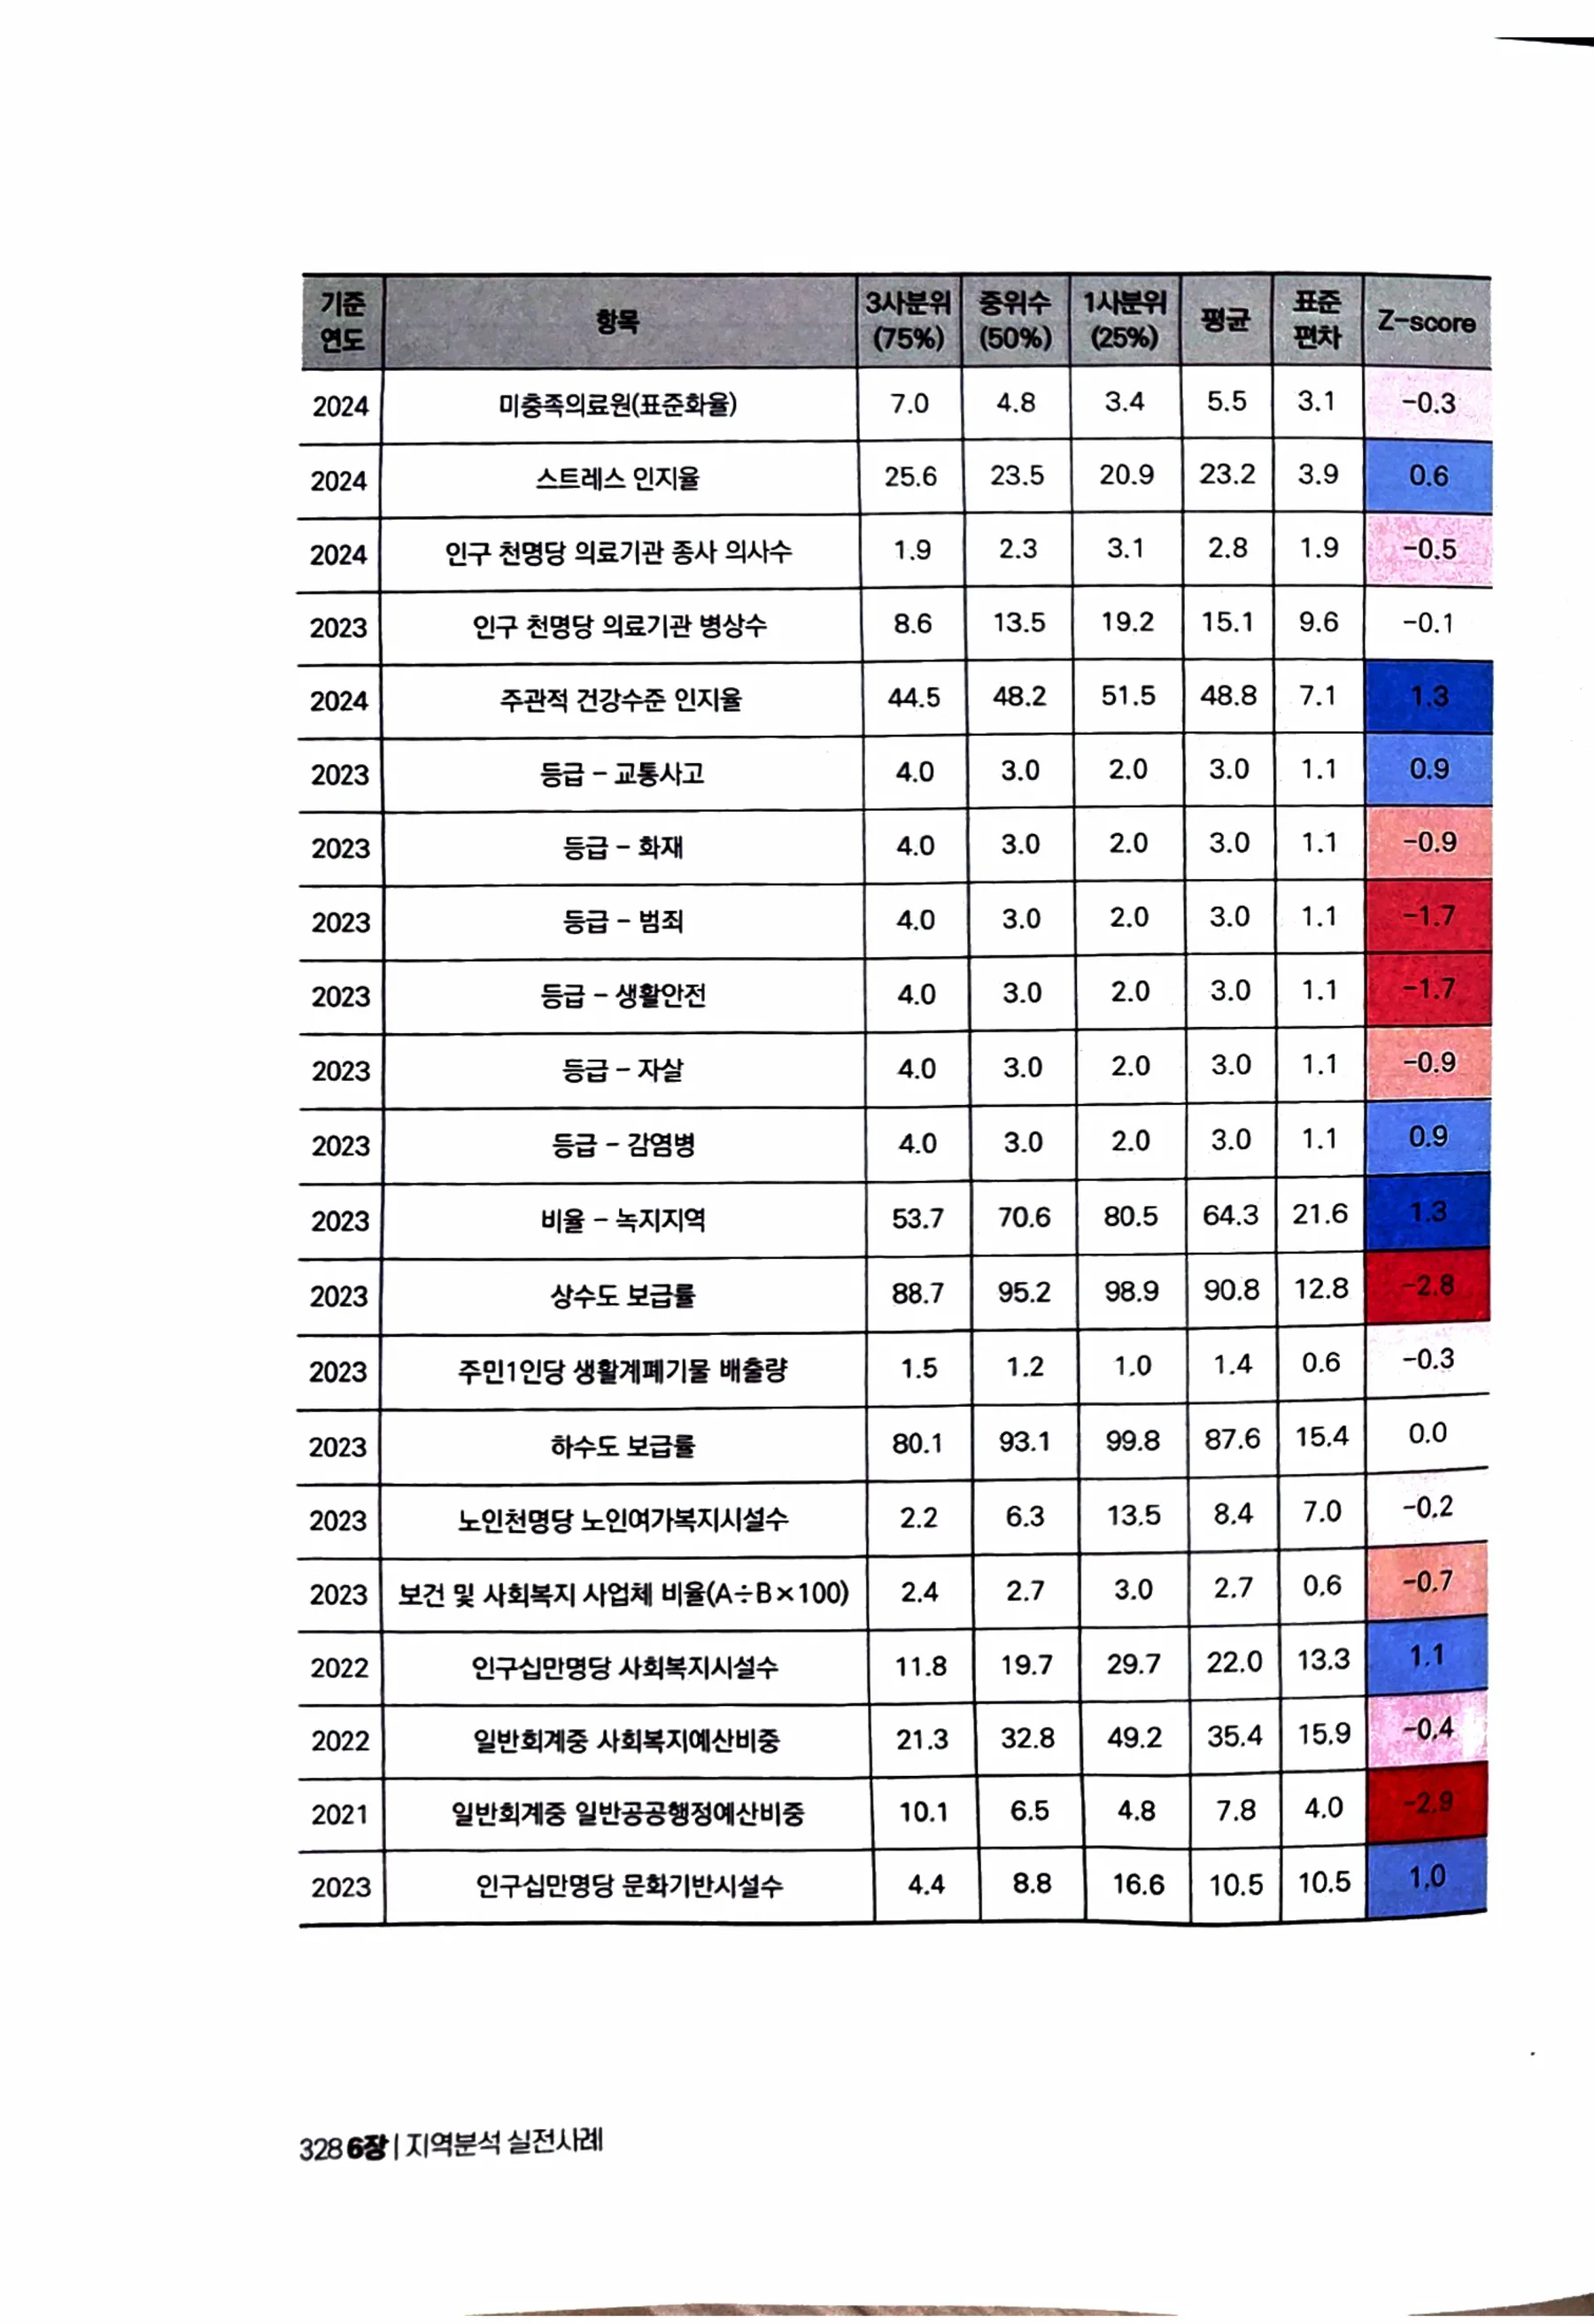 기준 연도 항목 3사분위 (75%) 중위수 (50%) 1사분위 (25%) 평균 표준 편차 Z-score
2024 미충족의료원(표준화율) 7.0 4.8 3.4 5.5 3.1 -0.3
2024 스트레스 인지율 25.6 23.5 20.9 23.2 3.9 0.6
2024 인구 천명당 의료기관 종사 의사수 1.9 2.3 3.1 2.8 1.9 -0.5
2023 인구 천명당 의료기관 병상수 8.6 13.5 19.2 15.1 9.6 -0.1
2024 주관적 건강수준 인지율 44.5 48.2 51.5 48.8 7.1 1.3
2023 등급 - 교통사고 4.0 3.0 2.0 3.0 1.1 0.9
2023 등급 - 화재 4.0 3.0 2.0 3.0 1.1 -0.9
2023 등급 - 범죄 4.0 3.0 2.0 3.0 1.1 -1.7
2023 등급 - 생활안전 4.0 3.0 2.0 3.0 1.1 -1.7
2023 등급 - 자살 4.0 3.0 2.0 3.0 1.1 -0.9
2023 등급 - 감염병 4.0 3.0 2.0 3.0 1.1 0.9
2023 비율 - 녹지지역 53.7 70.6 80.5 64.3 21.6 1.3
2023 상수도 보급률 88.7 95.2 98.9 90.8 12.8 -2.8
2023 주민1인당 생활계폐기물 배출량 1.5 1.2 1.0 1.4 0.6 -0.3
2023 하수도 보급률 80.1 93.1 99.8 87.6 15.4 0.0
2023 노인천명당 노인여가복지시설수 2.2 6.3 13.5 8.4 7.0 -0.2
2023 보건 및 사회복지 사업체 비율(A÷B×100) 2.4 2.7 3.0 2.7 0.6 -0.7
2022 인구십만명당 사회복지시설수 11.8 19.7 29.7 22.0 13.3 1.1
2022 일반회계중 사회복지예산비중 21.3 32.8 49.2 35.4 15.9 -0.4
2021 일반회계중 일반공공행정예산비중 10.1 6.5 4.8 7.8 4.0 -2.9
2023 인구십만명당 문화기반시설수 4.4 8.8 16.6 10.5 10.5 1.0
328 6장 | 지역분석 실전사례